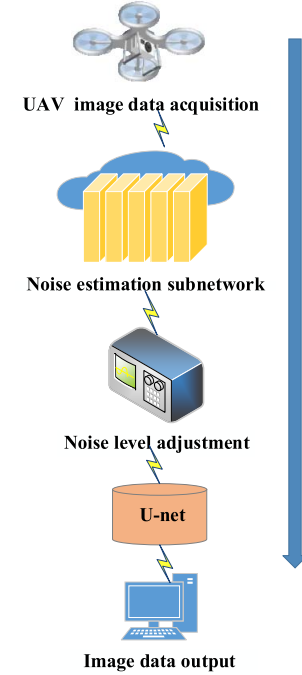 UAV image data acquisition
Noise estimation subnetwork
Noise level adjustment
U-net
Image data output